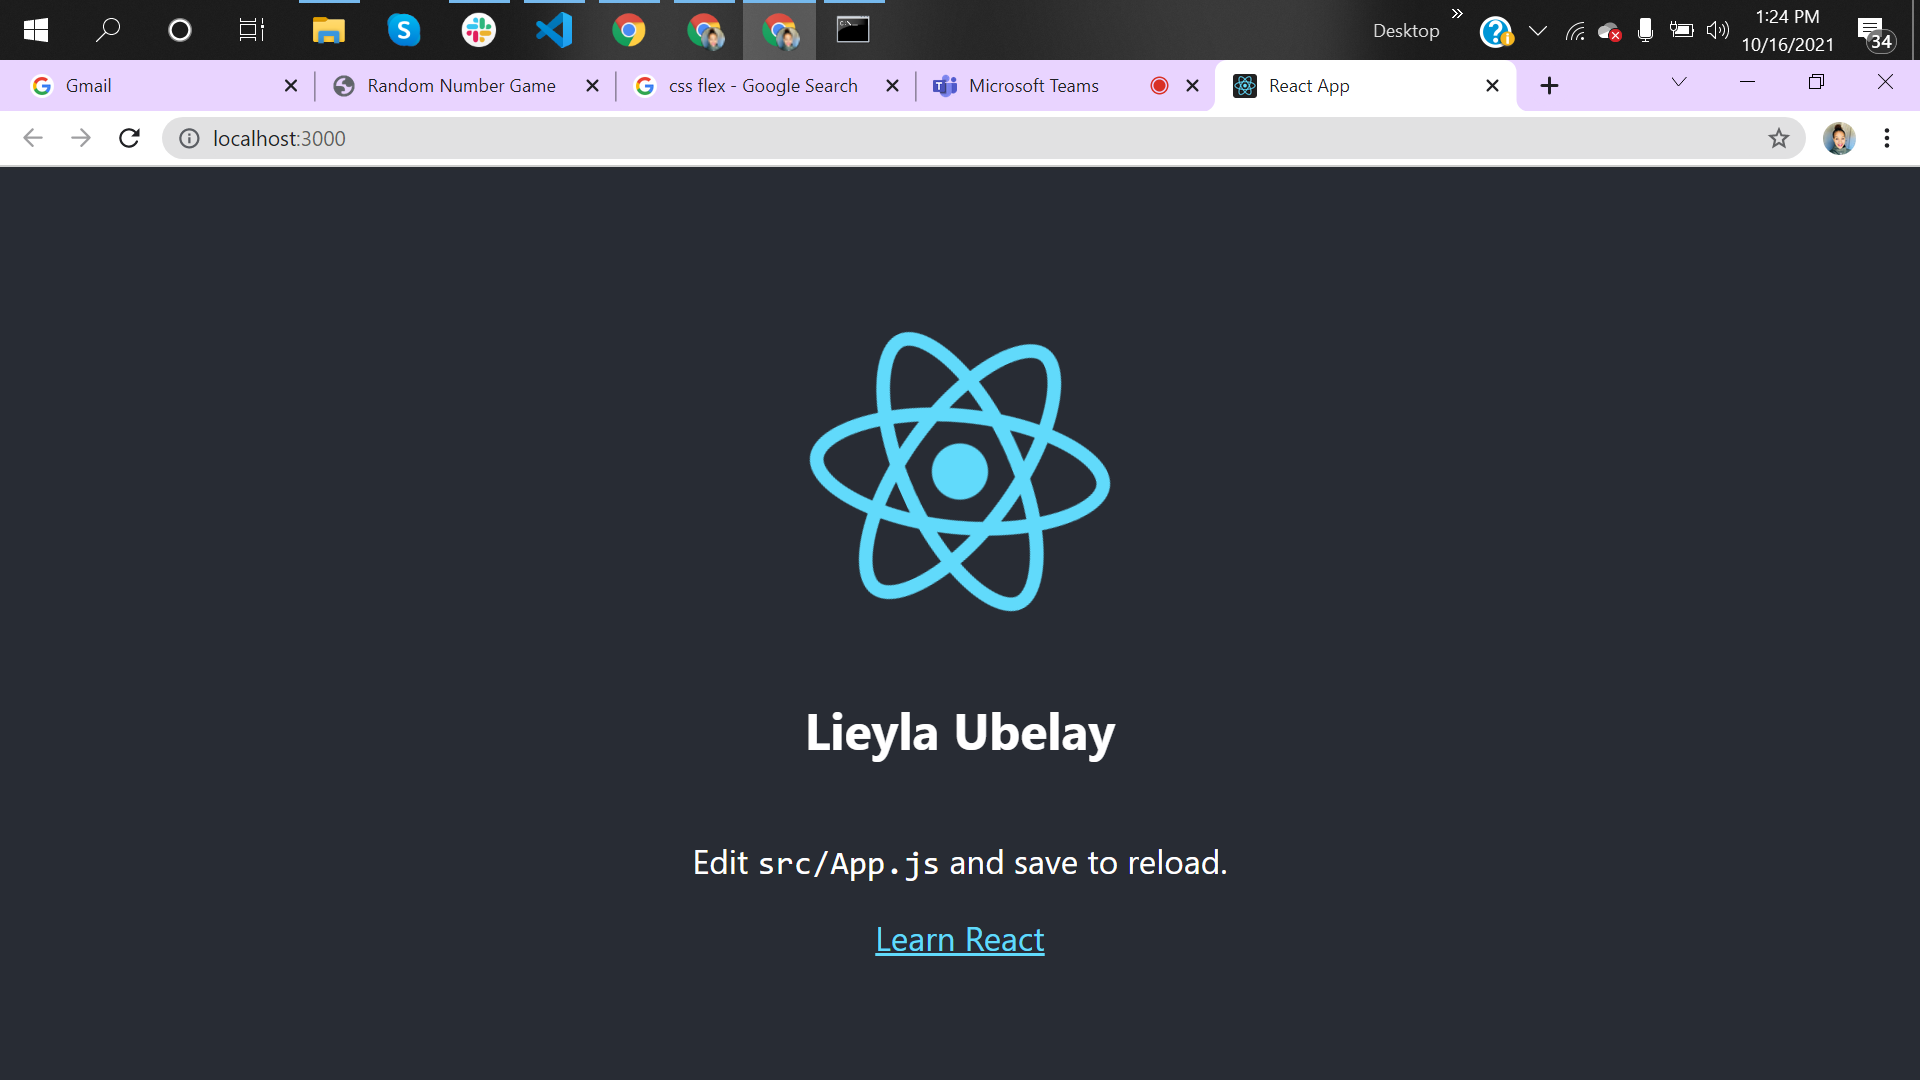 Desktop
»
1:24 PM
10/16/2021
34
Gmail
Random Number Game
css flex - Google Search
Microsoft Teams
React App
localhost:3000
Lieyla Ubelay
Edit src/App.js and save to reload.
Learn React